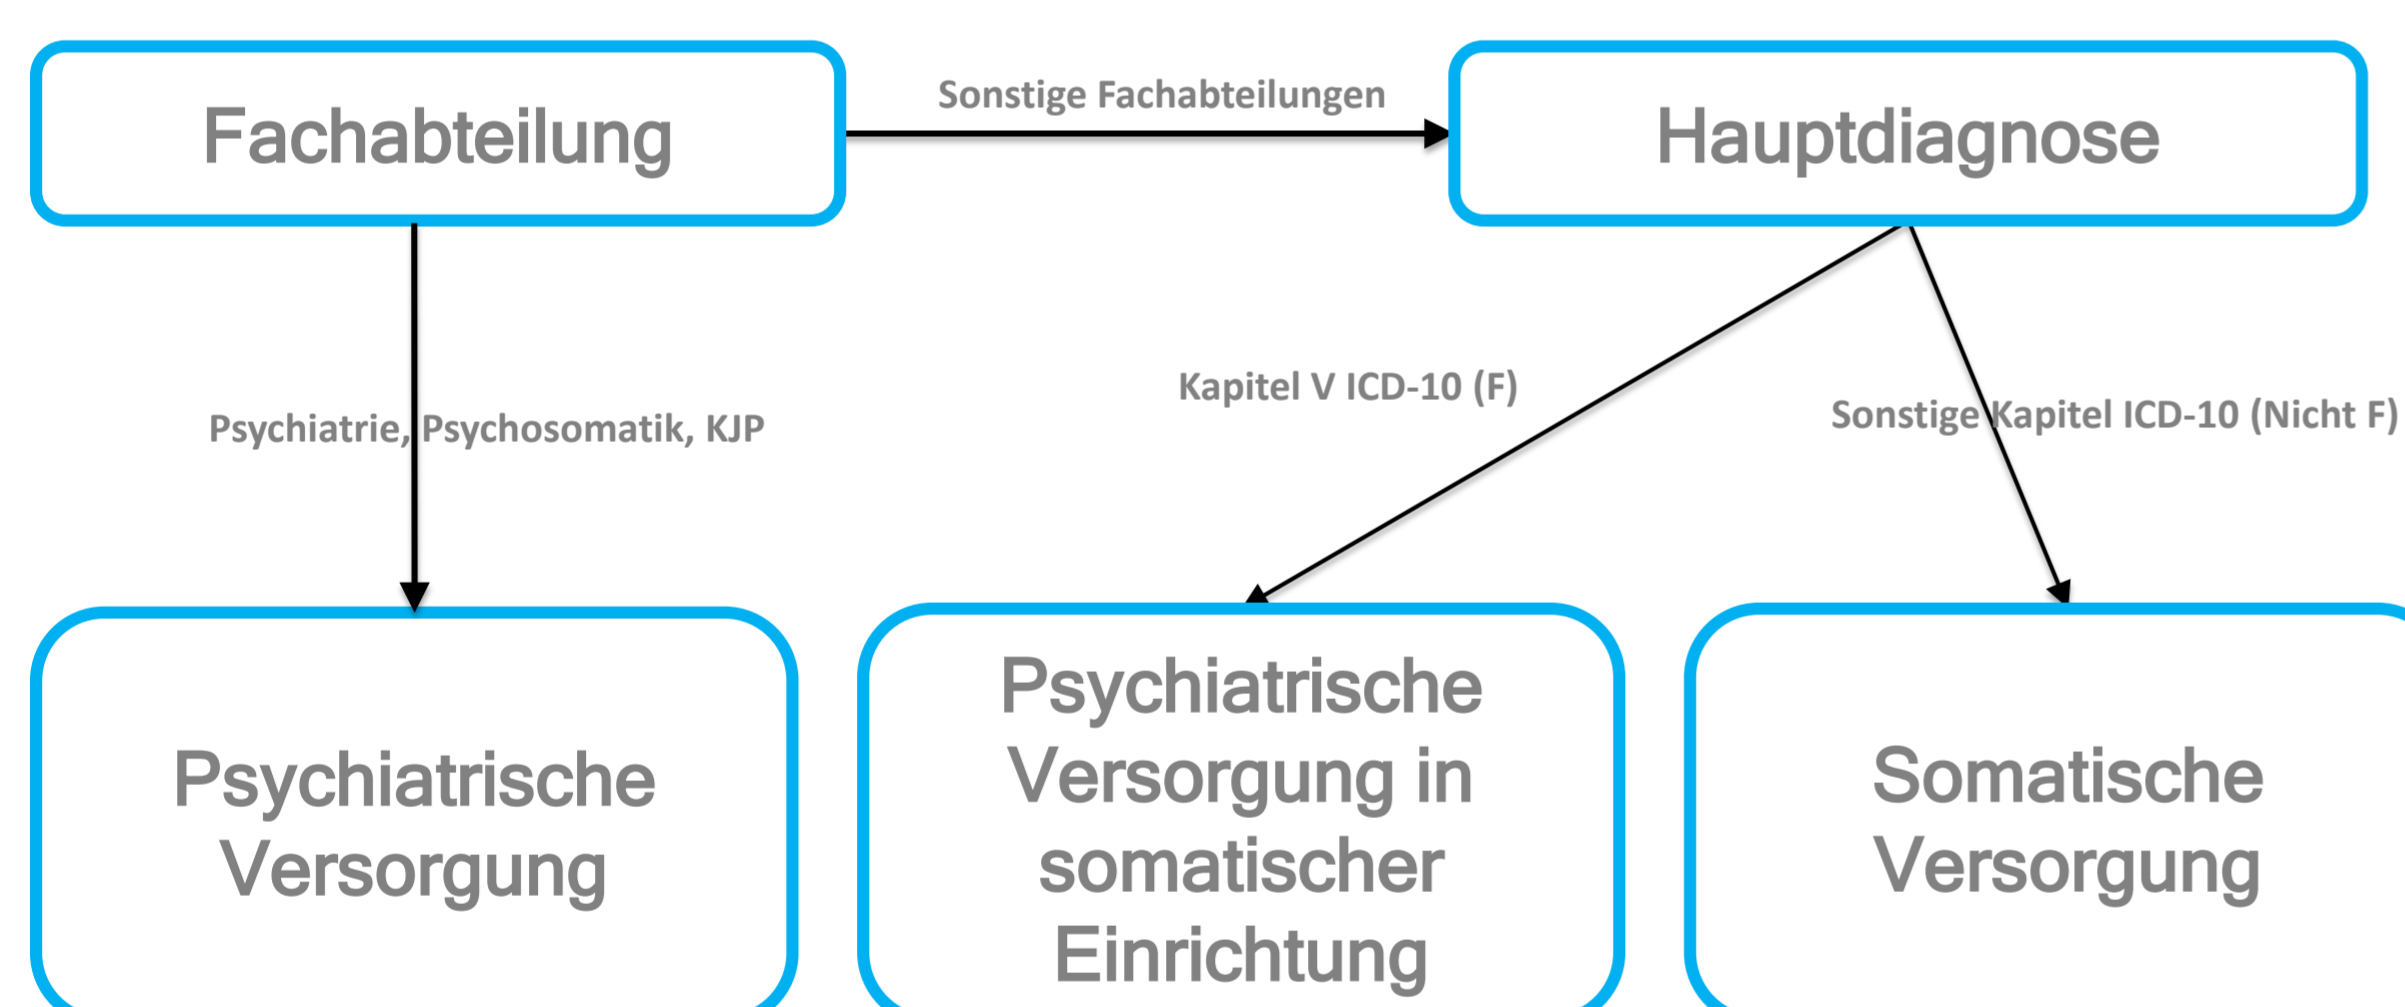 Fachabteilung
Sonstige Fachabteilungen
Hauptdiagnose
Kapitel V ICD-10 (F)
Psychiatrie, Psychosomatik, KJP
Sonstige Kapitel ICD-10 (Nicht F)
Psychiatrische
Versorgung
Psychiatrische
Versorgung in
somatischer
Einrichtung
Somatische
Versorgung